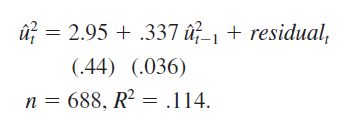 û²ₜ = 2.95 + .337 û²ₜ₋₁ + residualₜ
(.44) (.036)
n = 688, R² = .114.